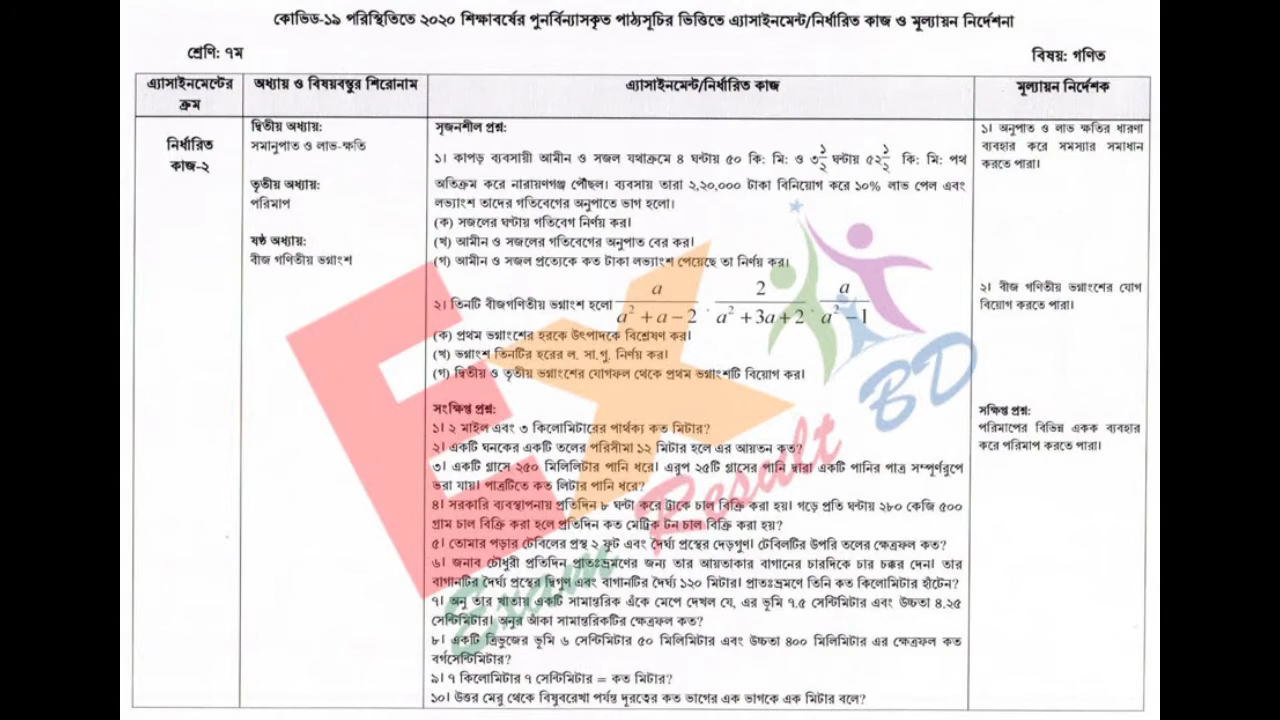 কোভিড-১৯ পরিস্থিতিতে ২০২০ শিক্ষাবর্ষের পুনর্বিন্যাসকৃত পাঠ্যসূচির ভিত্তিতে এ্যাসাইনমেন্ট/নির্ধারিত কাজ ও মূল্যায়ন নির্দেশনা
শ্রেণি: ৭ম
বিষয়: গণিত
এ্যাসাইনমেন্টের
ক্রম
অধ্যায় ও বিষয়বস্তুর শিরোনাম
এ্যাসাইনমেন্ট/নির্ধারিত কাজ
মূল্যায়ন নির্দেশক
নির্ধারিত
কাজ-২
দ্বিতীয় অধ্যায়:
সমানুপাত ও লাভ-ক্ষতি
তৃতীয় অধ্যায়:
পরিমাপ
ষষ্ঠ অধ্যায়:
বীজ গণিতীয় ভগ্নাংশ
সৃজনশীল প্রশ্ন:
১। কাপড় ব্যবসায়ী আমীন ও সজল যথাক্রমে ৪ ঘন্টায় ৫০ কি: মি: ও ৩ ১/২ ঘন্টায় ৫২ ১/২ কি: মি: পথ
অতিক্রম করে নারায়ণগঞ্জ পৌঁছল। ব্যবসায় তারা ২,২০,০০০ টাকা বিনিয়োগ করে ১০% লাভ পেল এবং
লভ্যাংশ তাদের গতিবেগের অনুপাতে ভাগ হলো।
(ক) সজলের ঘণ্টায় গতিবেগ নির্ণয় কর।
(খ) আমীন ও সজলের গতিবেগের অনুপাত বের কর।
(গ) আমীন ও সজল প্রত্যেকে কত টাকা লভ্যাংশ পেয়েছে তা নির্ণয় কর।
২। তিনটি বীজগণিতীয় ভগ্নাংশ হলো a/(a² + a − 2), 2/(a² + 3a + 2), a/(a² − 1)
(ক) প্রথম ভগ্নাংশের হরকে উৎপাদকে বিশ্লেষণ কর।
(খ) ভগ্নাংশ তিনটির হরের ল. সা.গু. নির্ণয় কর।
(গ) দ্বিতীয় ও তৃতীয় ভগ্নাংশের যোগফল থেকে প্রথম ভগ্নাংশটি বিয়োগ কর।
সংক্ষিপ্ত প্রশ্ন:
১। ২ মাইল এবং ৩ কিলোমিটারের পার্থক্য কত মিটার?
২। একটি ঘনকের একটি তলের পরিসীমা ১২ মিটার হলে এর আয়তন কত?
৩। একটি গ্লাসে ২৫০ মিলিলিটার পানি ধরে। এরুপ ২৫টি গ্লাসের পানি দ্বারা একটি পানির পাত্র সম্পূর্ণরুপে
ভরা যায়। পাত্রটিতে কত লিটার পানি ধরে?
৪। সরকারি ব্যবস্থাপনায় প্রতিদিন ৮ ঘন্টা করে ট্রাকে চাল বিক্রি করা হয়। গড়ে প্রতি ঘন্টায় ২৮০ কেজি ৫০০
গ্রাম চাল বিক্রি করা হলে প্রতিদিন কত মেট্রিক টন চাল বিক্রি করা হয়?
৫। তোমার পড়ার টেবিলের প্রস্থ ২ ফুট এবং দৈর্ঘ্য প্রস্থের দেড়গুণ। টেবিলটির উপরি তলের ক্ষেত্রফল কত?
৬। জনাব চৌধুরী প্রতিদিন প্রাতঃভ্রমণের জন্য তার আয়তাকার বাগানের চারদিকে চার চক্কর দেন। তার
বাগানটির দৈর্ঘ্য প্রস্থের দ্বিগুণ এবং বাগানটির দৈর্ঘ্য ১২০ মিটার। প্রাতঃভ্রমণে তিনি কত কিলোমিটার হাঁটেন?
৭। অনু তার খাতায় একটি সামান্তরিক এঁকে মেপে দেখল যে, এর ভূমি ৭.৫ সেন্টিমিটার এবং উচ্চতা ৪.২৫
সেন্টিমিটার। অনুর আঁকা সামান্তরিকটির ক্ষেত্রফল কত?
৮। একটি ত্রিভুজের ভূমি ৬ সেন্টিমিটার ৫০ মিলিমিটার এবং উচ্চতা ৪০০ মিলিমিটার এর ক্ষেত্রফল কত
বর্গসেন্টিমিটার?
৯। ৭ কিলোমিটার ৭ সেন্টিমিটার = কত মিটার?
১০। উত্তর মেরু থেকে বিষুবরেখা পর্যন্ত দূরত্বের কত ভাগের এক ভাগকে এক মিটার বলে?
১। অনুপাত ও লাভ ক্ষতির ধারণা
ব্যবহার করে সমস্যার সমাধান
করতে পারা।
২। বীজ গণিতীয় ভগ্নাংশের যোগ
বিয়োগ করতে পারা।
সক্ষিপ্ত প্রশ্ন:
পরিমাপের বিভিন্ন একক ব্যবহার
করে পরিমাপ করতে পারা।
Ex
Exam Result BD